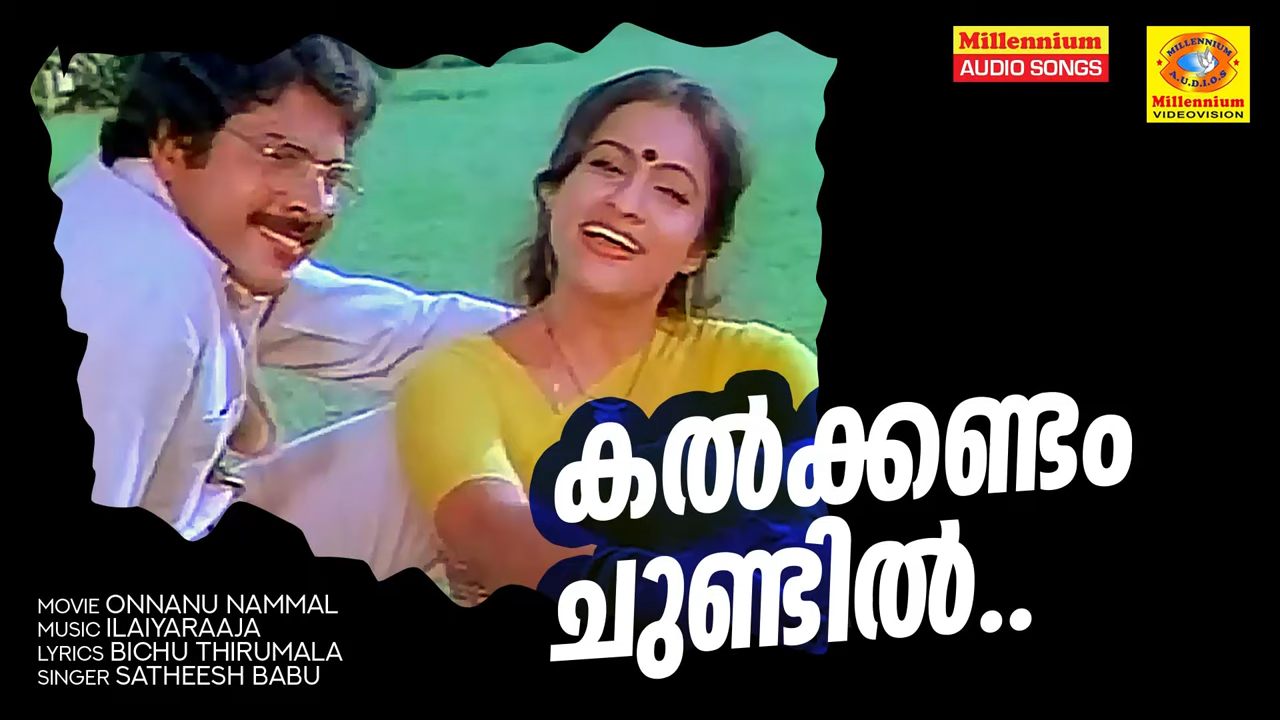 Millennium
AUDIO SONGS
MILLENNIUM
A.U.D.I.O.S
Millennium
VIDEOVISION
കൽക്കണ്ടം
ചുണ്ടിൽ..
MOVIE ONNANU NAMMAL
MUSIC ILAIYARAAJA
LYRICS BICHU THIRUMALA
SINGER SATHEESH BABU